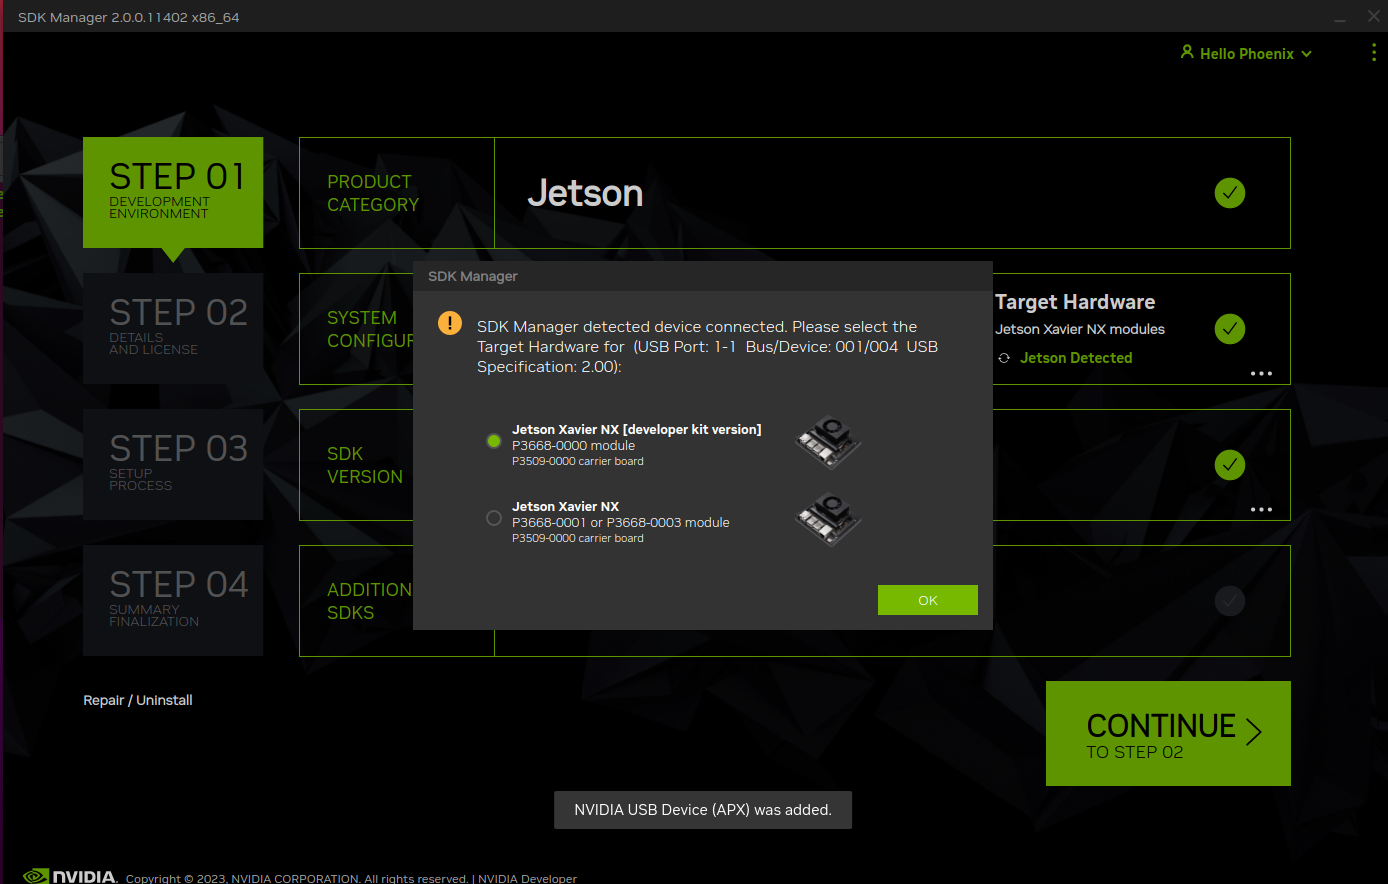 SDK Manager 2.0.0.11402 x86_64
Hello Phoenix
STEP 01
DEVELOPMENT
ENVIRONMENT
PRODUCT
CATEGORY
Jetson
STEP 02
DETAILS
AND LICENSE
SYSTEM
CONFIGUR
Target Hardware
Jetson Xavier NX modules
Jetson Detected
SDK Manager
SDK Manager detected device connected. Please select the
Target Hardware for (USB Port: 1-1 Bus/Device: 001/004 USB
Specification: 2.00):
Jetson Xavier NX [developer kit version]
P3668-0000 module
P3509-0000 carrier board
Jetson Xavier NX
P3668-0001 or P3668-0003 module
P3509-0000 carrier board
OK
STEP 03
SETUP
PROCESS
SDK
VERSION
STEP 04
SUMMARY
FINALIZATION
ADDITION
SDKS
Repair / Uninstall
CONTINUE
TO STEP 02
NVIDIA USB Device (APX) was added.
NVIDIA. Copyright © 2023, NVIDIA CORPORATION. All rights reserved. | NVIDIA Developer